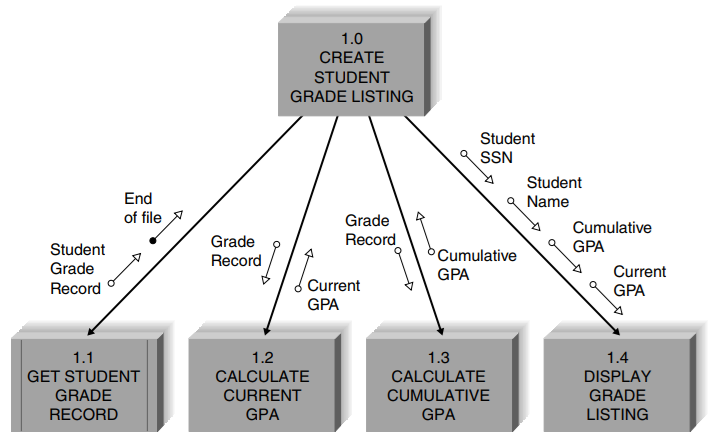 1.0
CREATE
STUDENT
GRADE LISTING
Student
SSN
Student
Name
Cumulative
GPA
Current
GPA
End
of file
Student
Grade
Record
Grade
Record
Current
GPA
Grade
Record
Cumulative
GPA
1.1
GET STUDENT
GRADE
RECORD
1.2
CALCULATE
CURRENT
GPA
1.3
CALCULATE
CUMULATIVE
GPA
1.4
DISPLAY
GRADE
LISTING